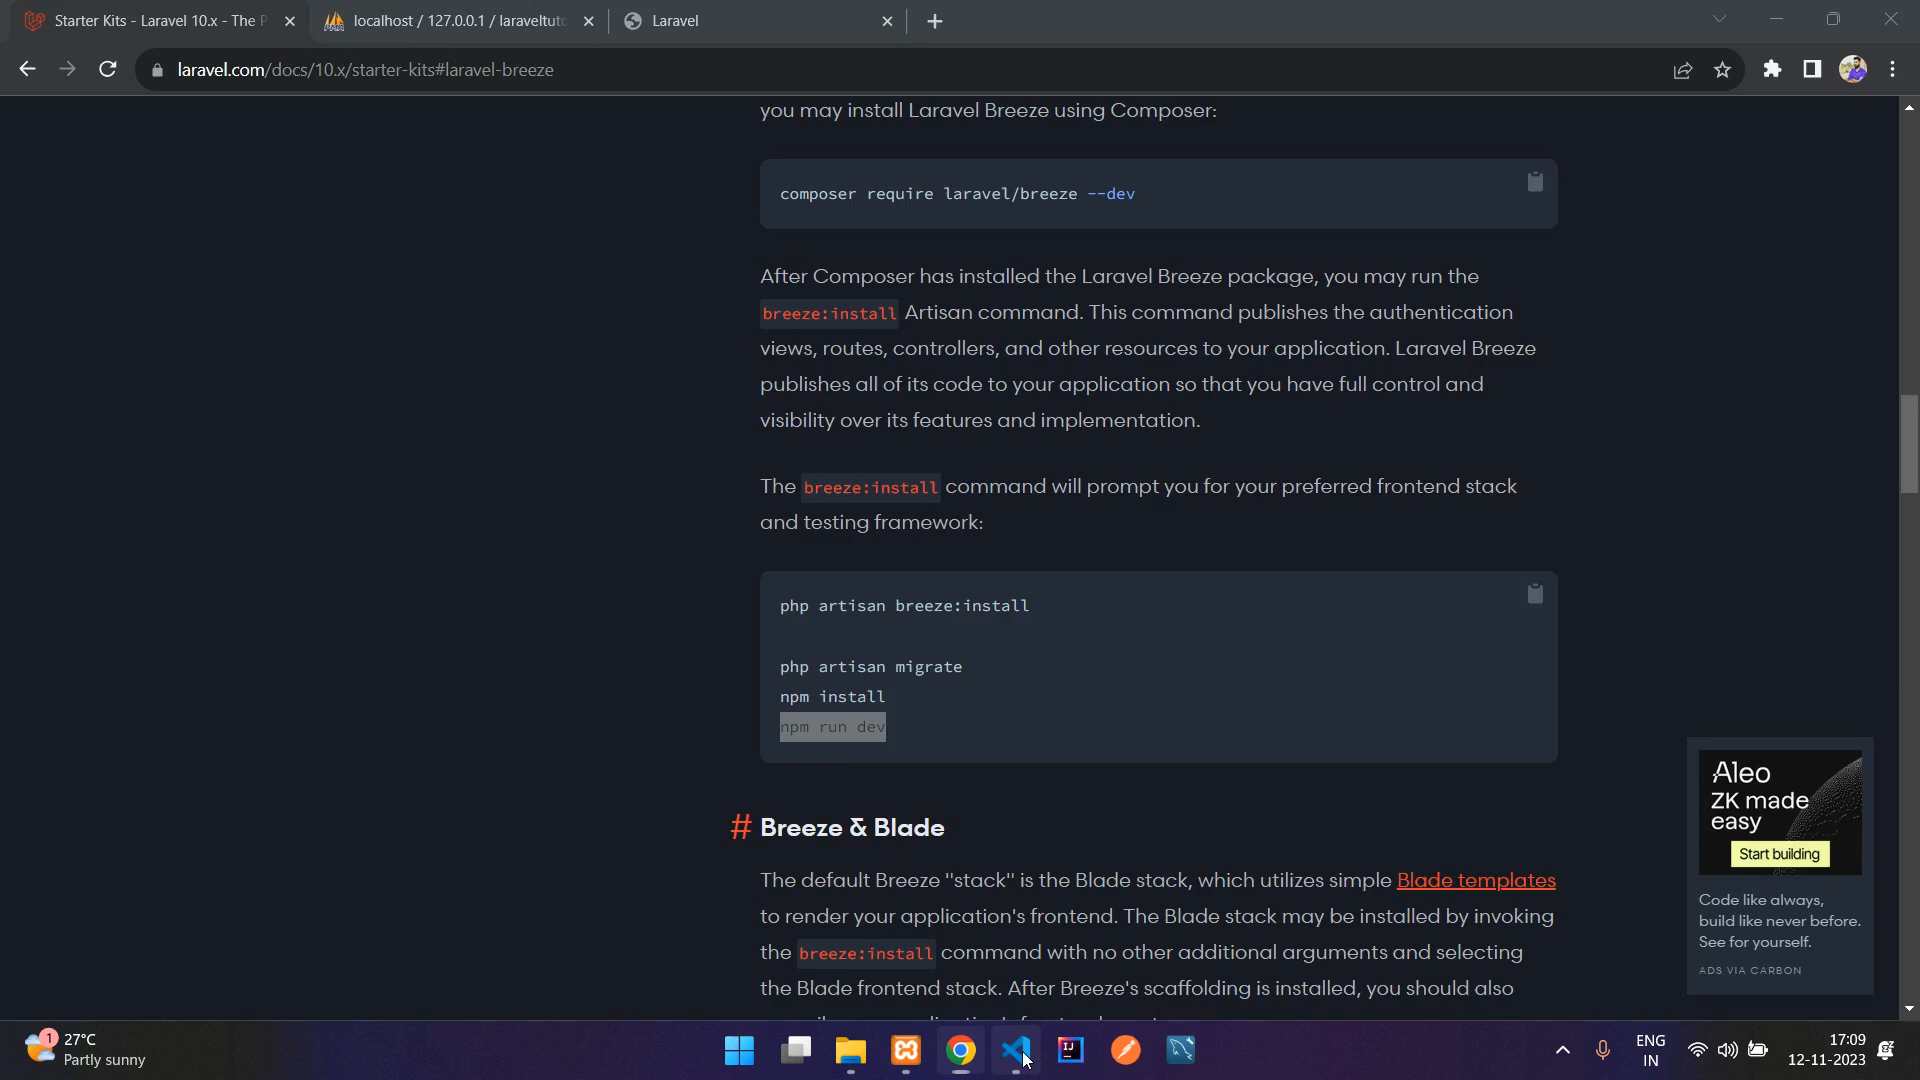 Starter Kits - Laravel 10.x - The P
localhost / 127.0.0.1 / laraveltuto
Laravel
laravel.com/docs/10.x/starter-kits#laravel-breeze
you may install Laravel Breeze using Composer:
composer require laravel/breeze --dev
After Composer has installed the Laravel Breeze package, you may run the
breeze:install Artisan command. This command publishes the authentication
views, routes, controllers, and other resources to your application. Laravel Breeze
publishes all of its code to your application so that you have full control and
visibility over its features and implementation.
The breeze:install command will prompt you for your preferred frontend stack
and testing framework:
php artisan breeze:install
php artisan migrate
npm install
npm run dev
# Breeze & Blade
The default Breeze "stack" is the Blade stack, which utilizes simple Blade templates
to render your application's frontend. The Blade stack may be installed by invoking
the breeze:install command with no other additional arguments and selecting
the Blade frontend stack. After Breeze's scaffolding is installed, you should also
Aleo
ZK made
easy
Start building
Code like always,
build like never before.
See for yourself.
ADS VIA CARBON
1
27°C
Partly sunny
IJ
ENG
IN
17:09
12-11-2023